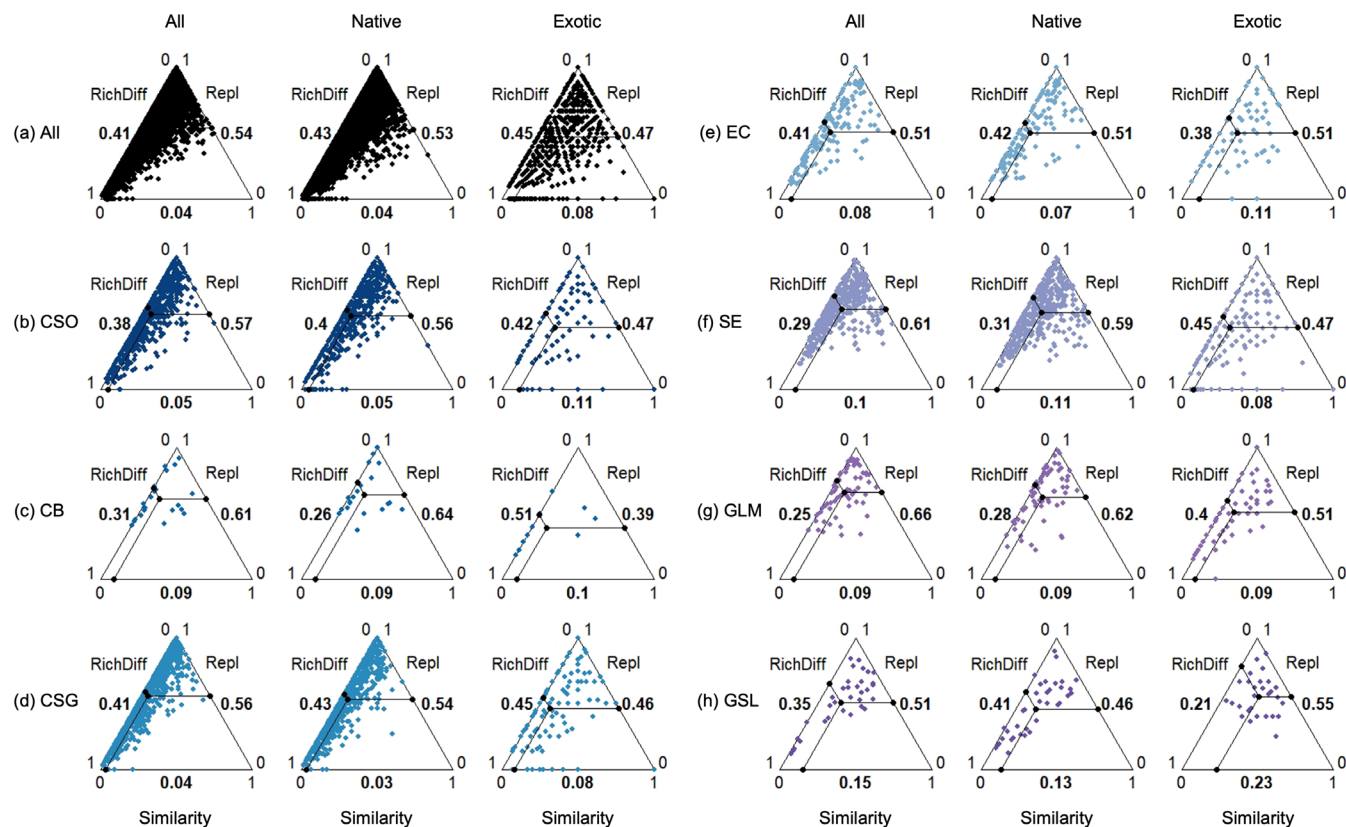 All Native Exotic All Native Exotic
0 1 0 1 0 1 0 1 0 1 0 1
RichDiff Repl RichDiff Repl RichDiff Repl RichDiff Repl RichDiff Repl RichDiff Repl
(a) All 0.41 0.54 0.43 0.53 0.45 0.47 (e) EC 0.41 0.51 0.42 0.51 0.38 0.51
1 0 1 0 1 0 1 0 1 0 1 0
0 0.04 1 0 0.04 1 0 0.08 1 0 0.08 1 0 0.07 1 0 0.11 1
0 1 0 1 0 1 0 1 0 1 0 1
RichDiff Repl RichDiff Repl RichDiff Repl RichDiff Repl RichDiff Repl RichDiff Repl
(b) CSO 0.38 0.57 0.4 0.56 0.42 0.47 (f) SE 0.29 0.61 0.31 0.59 0.45 0.47
1 0 1 0 1 0 1 0 1 0 1 0
0 0.05 1 0 0.05 1 0 0.11 1 0 0.1 1 0 0.11 1 0 0.08 1
0 1 0 1 0 1 0 1 0 1 0 1
RichDiff Repl RichDiff Repl RichDiff Repl RichDiff Repl RichDiff Repl RichDiff Repl
(c) CB 0.31 0.61 0.26 0.64 0.51 0.39 (g) GLM 0.25 0.66 0.28 0.62 0.4 0.51
1 0 1 0 1 0 1 0 1 0 1 0
0 0.09 1 0 0.09 1 0 0.1 1 0 0.09 1 0 0.09 1 0 0.09 1
0 1 0 1 0 1 0 1 0 1 0 1
RichDiff Repl RichDiff Repl RichDiff Repl RichDiff Repl RichDiff Repl RichDiff Repl
(d) CSG 0.41 0.56 0.43 0.54 0.45 0.46 (h) GSL 0.35 0.51 0.41 0.46 0.21 0.55
1 0 1 0 1 0 1 0 1 0 1 0
0 0.04 1 0 0.03 1 0 0.08 1 0 0.15 1 0 0.13 1 0 0.23 1
Similarity Similarity Similarity Similarity Similarity Similarity